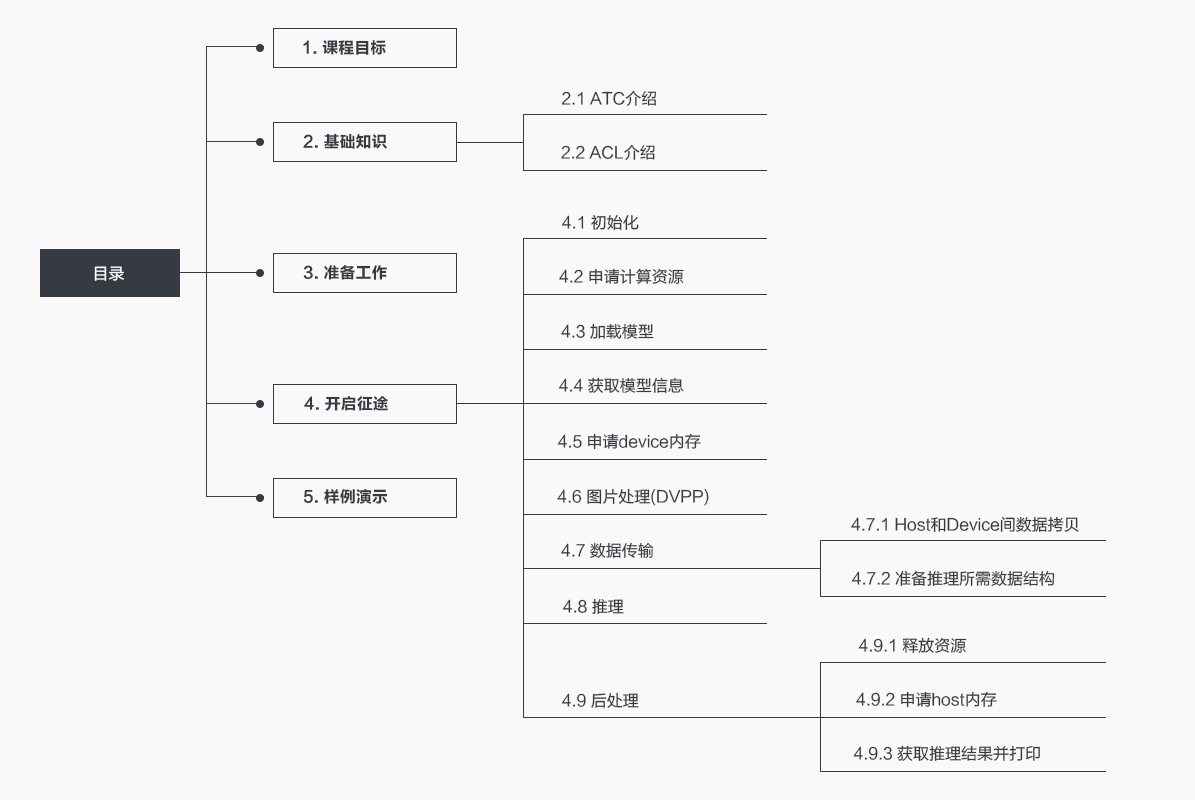 目录
1. 课程目标
2. 基础知识
2.1 ATC介绍
2.2 ACL介绍
3. 准备工作
4. 开启征途
4.1 初始化
4.2 申请计算资源
4.3 加载模型
4.4 获取模型信息
4.5 申请device内存
4.6 图片处理(DVPP)
4.7 数据传输
4.7.1 Host和Device间数据拷贝
4.7.2 准备推理所需数据结构
4.8 推理
4.9 后处理
4.9.1 释放资源
4.9.2 申请host内存
4.9.3 获取推理结果并打印
5. 样例演示